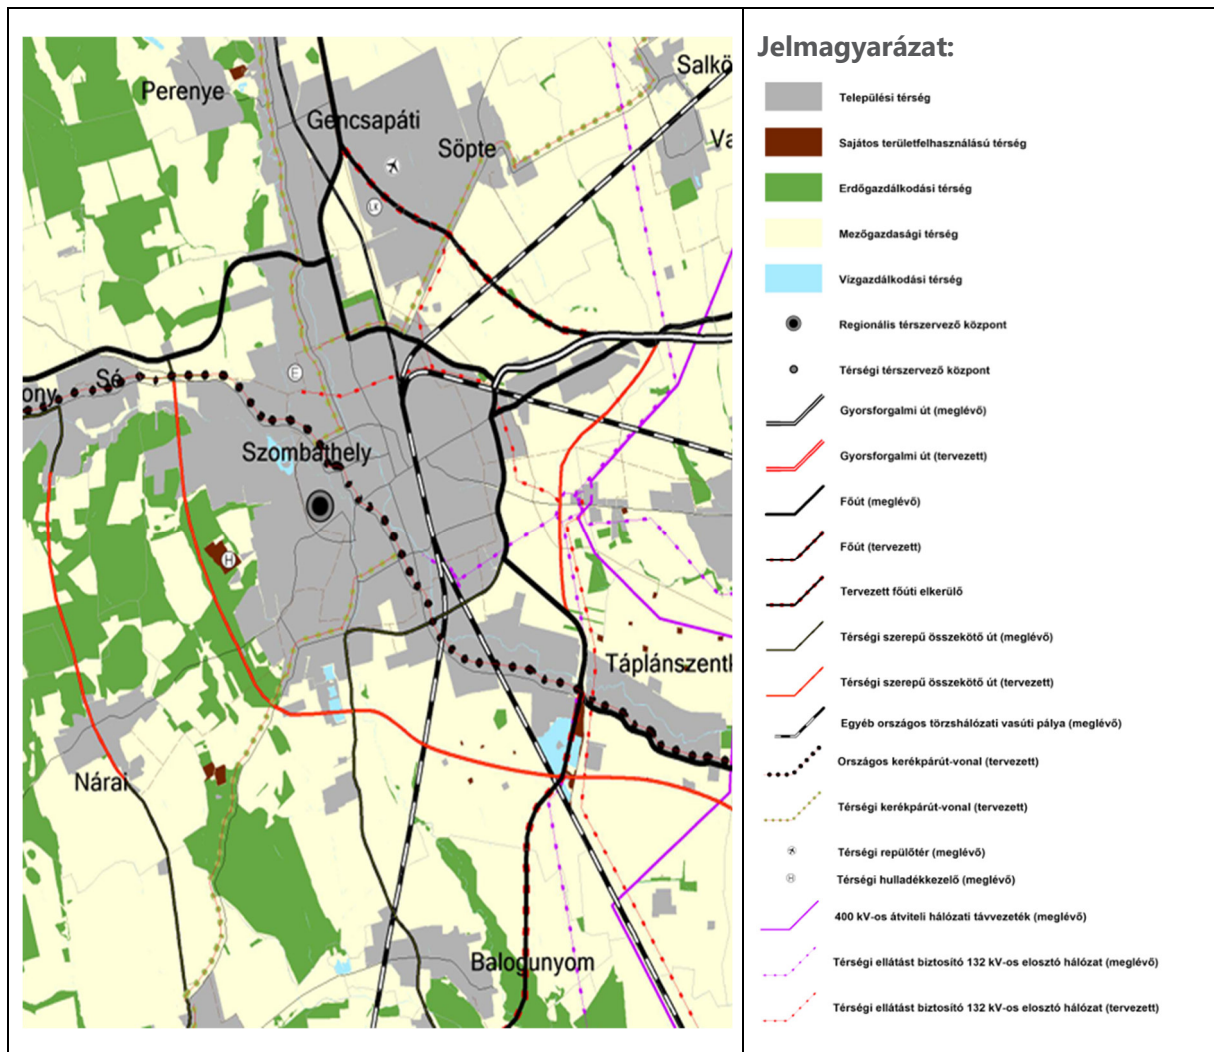 Perenye
Gencsapáti
Söpte
Salkö
Va
LK
Sé
ony
E
Szombathely
H
Táplánszentk
Nárai
Balogunyom
Jelmagyarázat:
Települési térség
Sajátos területfelhasználású térség
Erdőgazdálkodási térség
Mezőgazdasági térség
Vízgazdálkodási térség
Regionális térszervező központ
Térségi térszervező központ
Gyorsforgalmi út (meglévő)
Gyorsforgalmi út (tervezett)
Főút (meglévő)
Főút (tervezett)
Tervezett főúti elkerülő
Térségi szerepű összekötő út (meglévő)
Térségi szerepű összekötő út (tervezett)
Egyéb országos törzshálózati vasúti pálya (meglévő)
Országos kerékpárút-vonal (tervezett)
Térségi kerékpárút-vonal (tervezett)
Térségi repülőtér (meglévő)
H Térségi hulladékkezelő (meglévő)
400 kV-os átviteli hálózati távvezeték (meglévő)
Térségi ellátást biztosító 132 kV-os elosztó hálózat (meglévő)
Térségi ellátást biztosító 132 kV-os elosztó hálózat (tervezett)